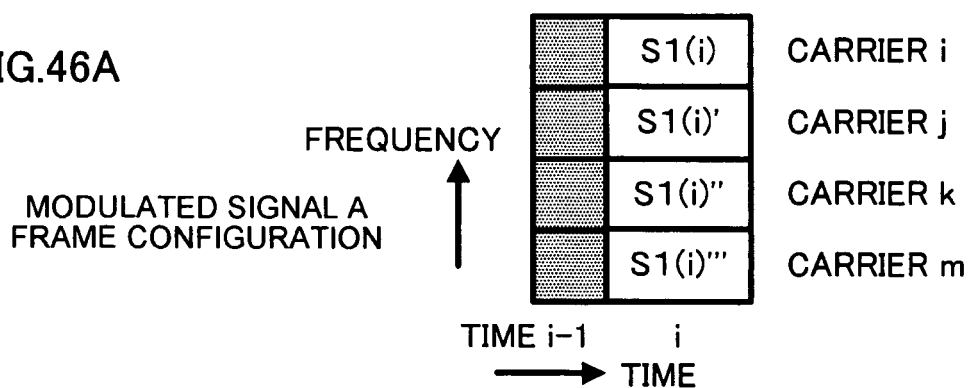 IG.46A
S1(i) CARRIER i
S1(i)' CARRIER j
FREQUENCY
S1(i)'' CARRIER k
MODULATED SIGNAL A
FRAME CONFIGURATION
S1(i)''' CARRIER m
TIME i-1 i
TIME